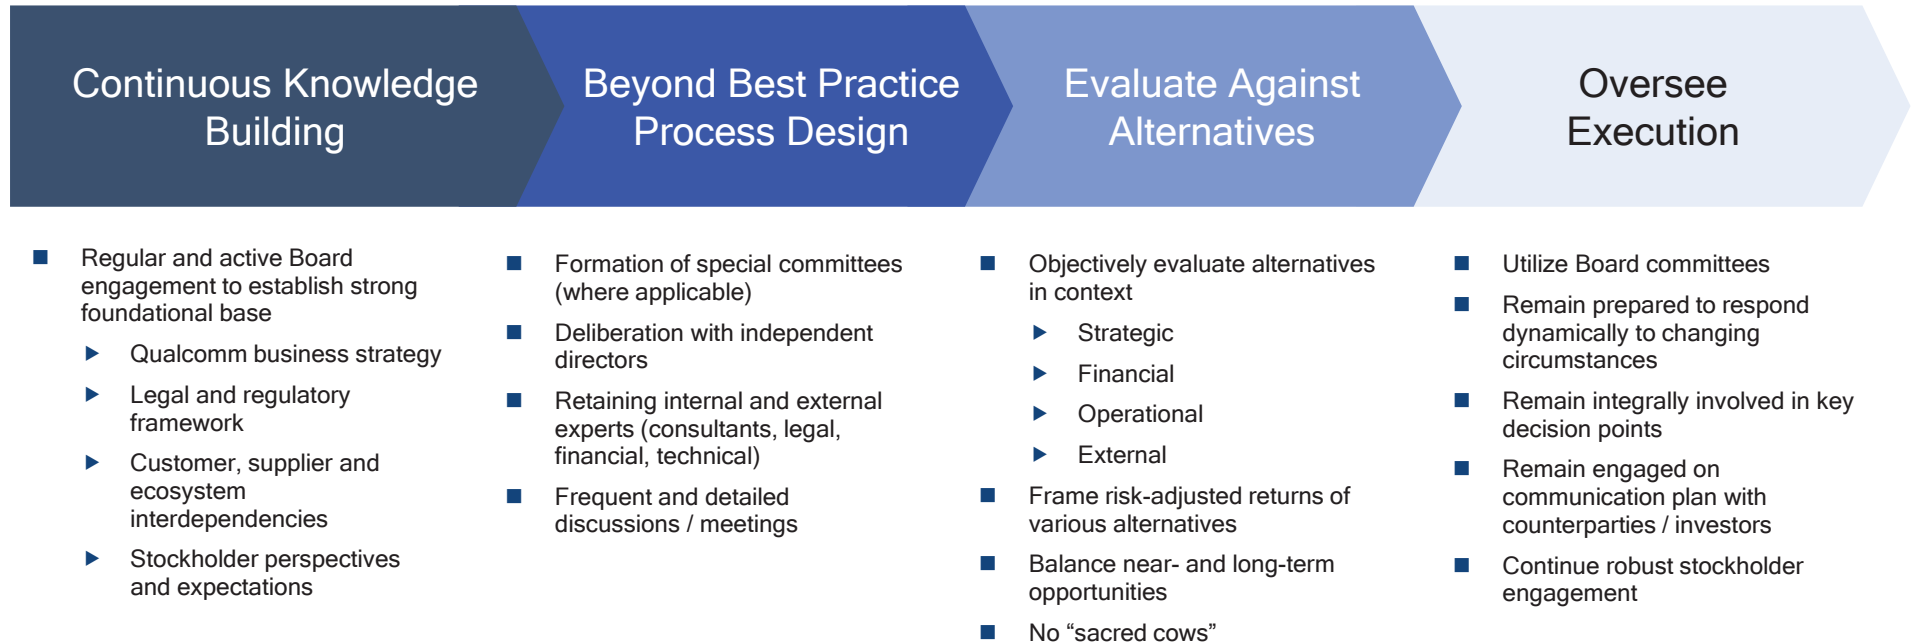 Continuous Knowledge
Building
Beyond Best Practice
Process Design
Evaluate Against
Alternatives
Oversee
Execution
Regular and active Board
engagement to establish strong
foundational base
Qualcomm business strategy
Legal and regulatory
framework
Customer, supplier and
ecosystem
interdependencies
Stockholder perspectives
and expectations
Formation of special committees
(where applicable)
Deliberation with independent
directors
Retaining internal and external
experts (consultants, legal,
financial, technical)
Frequent and detailed
discussions / meetings
Objectively evaluate alternatives
in context
Strategic
Financial
Operational
External
Frame risk-adjusted returns of
various alternatives
Balance near- and long-term
opportunities
No “sacred cows”
Utilize Board committees
Remain prepared to respond
dynamically to changing
circumstances
Remain integrally involved in key
decision points
Remain engaged on
communication plan with
counterparties / investors
Continue robust stockholder
engagement